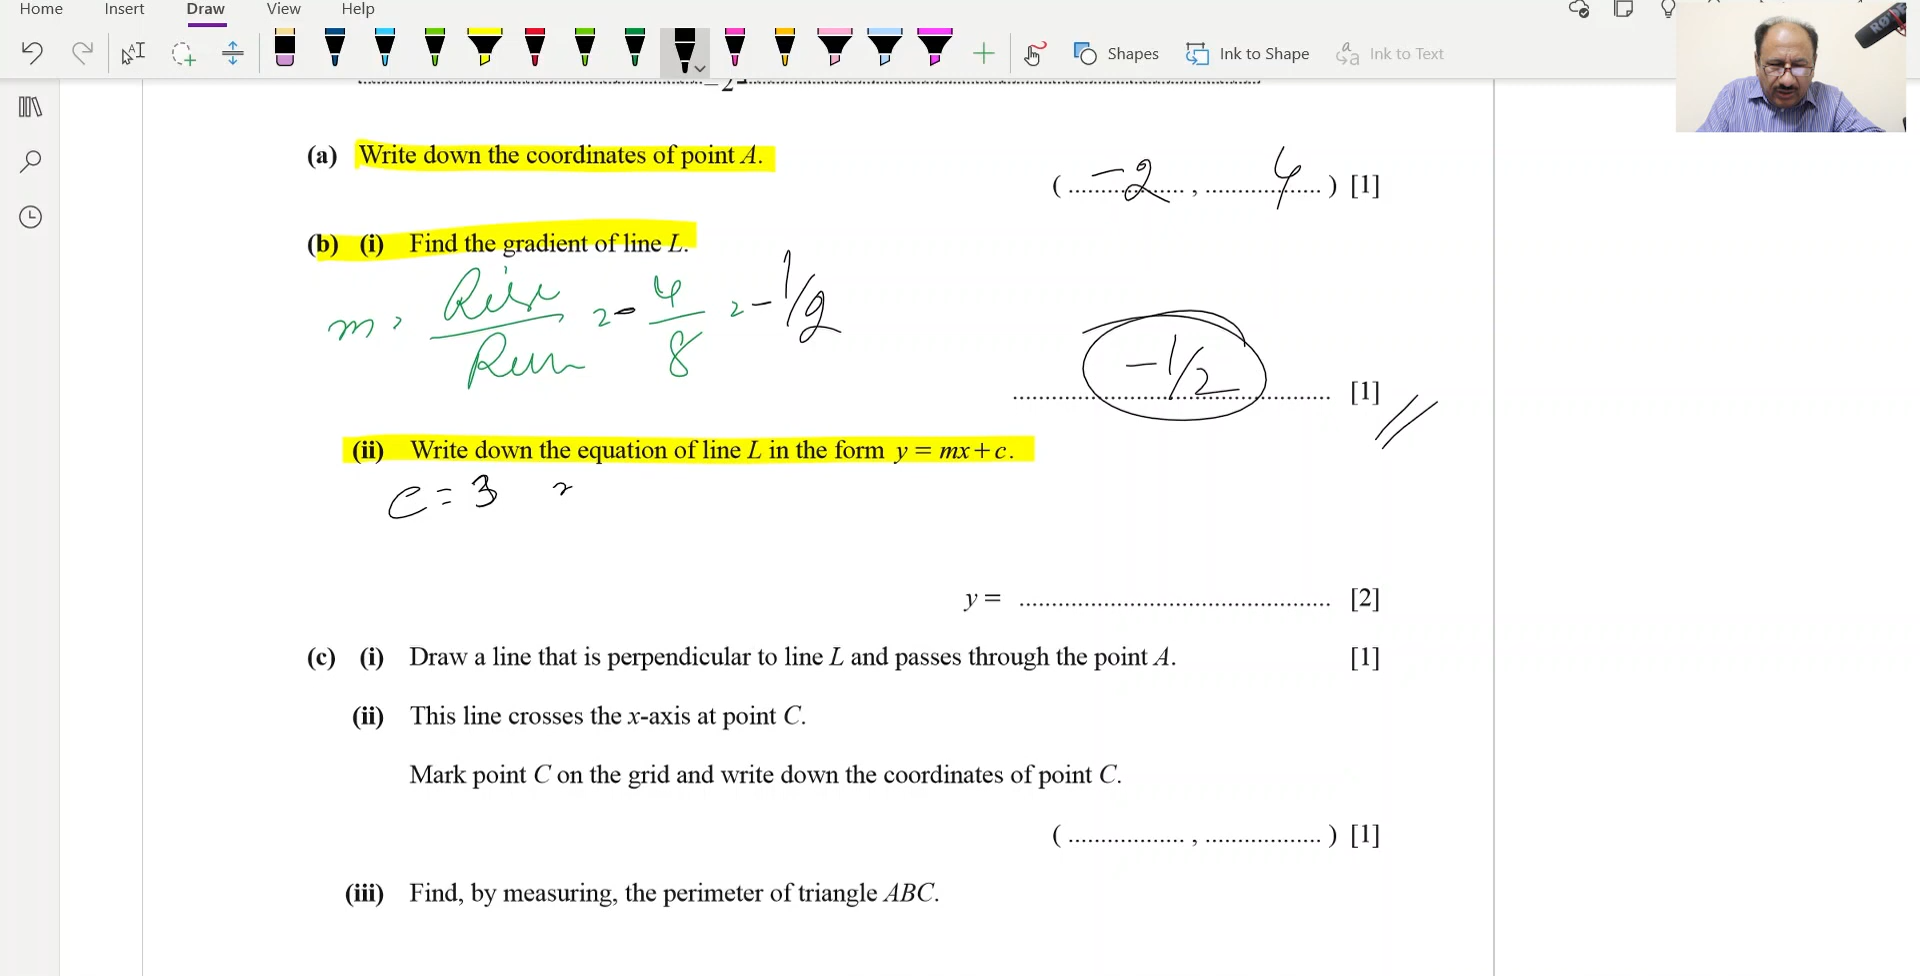 Home Insert Draw View Help
Shapes Ink to Shape Ink to Text
RØDE
-2
(a) Write down the coordinates of point A.
( -2 , 4 ) [1]
(b) (i) Find the gradient of line L.
m = Rise/Run = - 4/8 = -1/2
-1/2 [1]
(ii) Write down the equation of line L in the form y = mx + c.
c = 3
y = ................................................ [2]
(c) (i) Draw a line that is perpendicular to line L and passes through the point A. [1]
(ii) This line crosses the x-axis at point C.
Mark point C on the grid and write down the coordinates of point C.
( .................. , .................. ) [1]
(iii) Find, by measuring, the perimeter of triangle ABC.